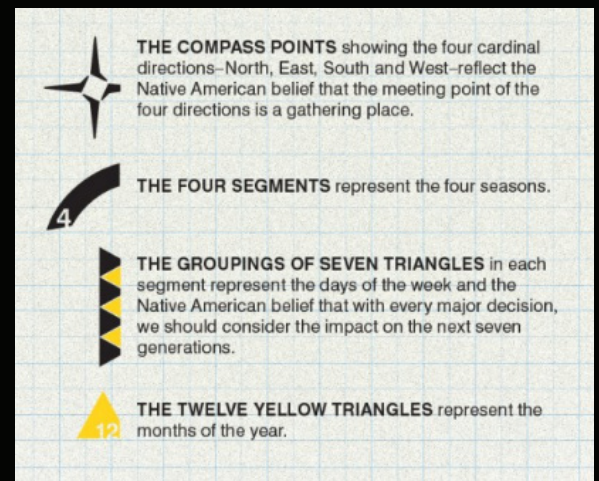 THE COMPASS POINTS showing the four cardinal
directions–North, East, South and West–reflect the
Native American belief that the meeting point of the
four directions is a gathering place.
4
THE FOUR SEGMENTS represent the four seasons.
THE GROUPINGS OF SEVEN TRIANGLES in each
segment represent the days of the week and the
Native American belief that with every major decision,
we should consider the impact on the next seven
generations.
12
THE TWELVE YELLOW TRIANGLES represent the
months of the year.